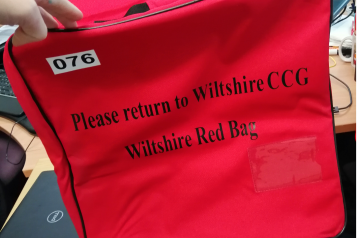 076
Please return to Wiltshire CCG
Wiltshire Red Bag